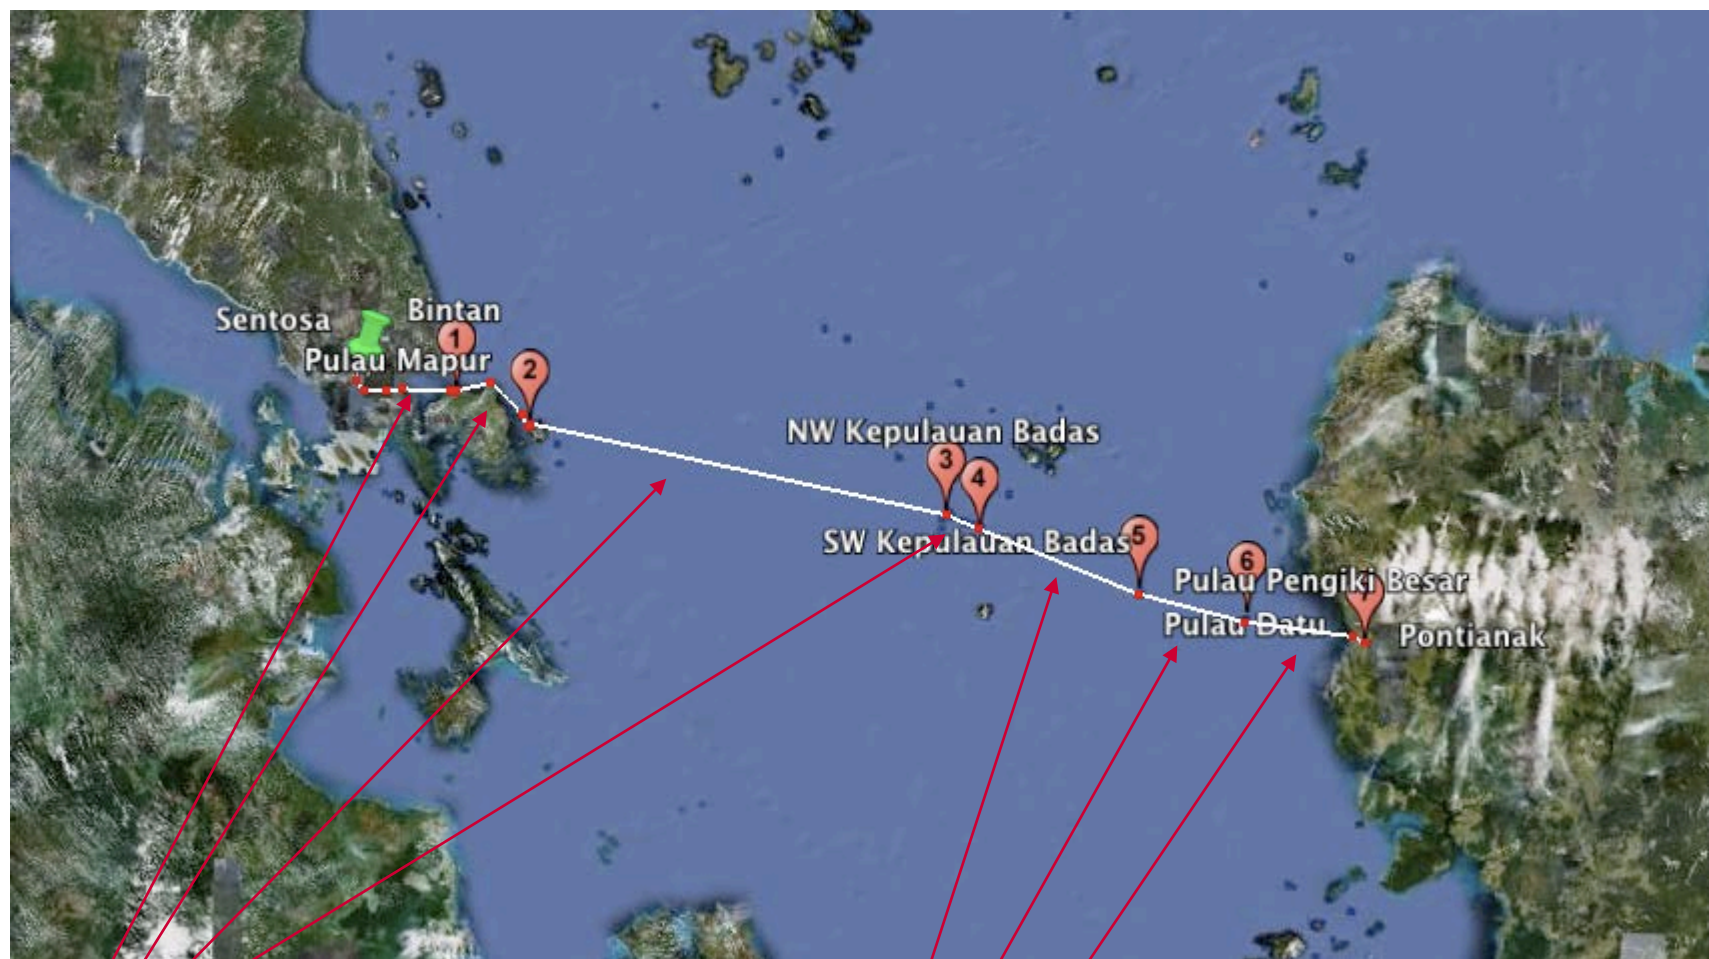 Bintan
Sentosa
1
Pulau Mapur
2
NW Kepulauan Badas
3
4
SW Kepulauan Badas
5
6
Pulau Pengiki Besar
7
Pulau Datu
Pontianak